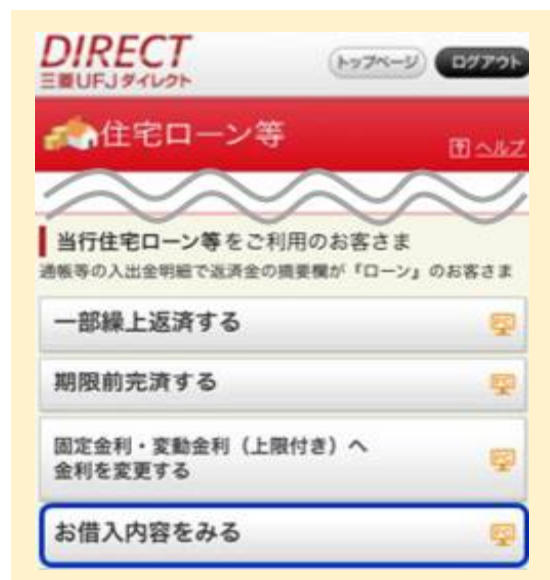 DIRECT
三菱UFJダイレクト
トップページ
ログアウト
住宅ローン等
ヘルプ
当行住宅ローン等をご利用のお客さま
通帳等の入出金明細で返済金の摘要欄が『ローン』のお客さま
一部繰上返済する
期限前完済する
固定金利・変動金利（上限付き）へ
金利を変更する
お借入内容をみる